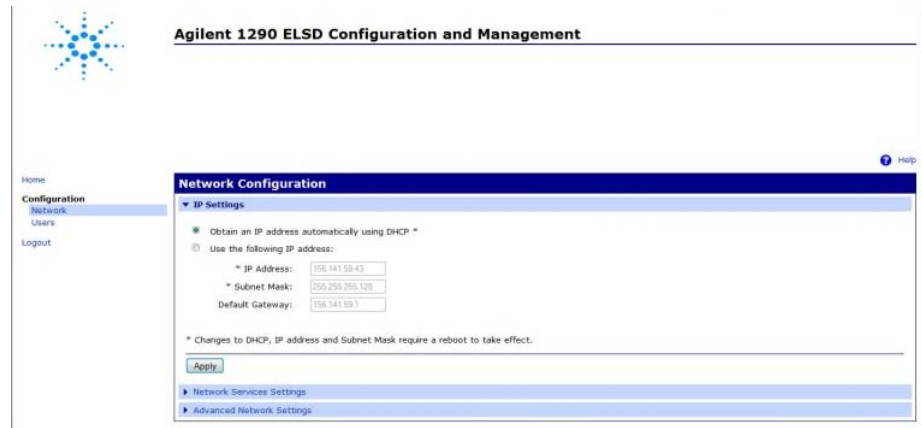 Agilent 1290 ELSD Configuration and Management
Help
Home
Configuration
Network
Users
Logout
Network Configuration
IP Settings
Obtain an IP address automatically using DHCP *
Use the following IP address:
* IP Address: 156.141.59.43
* Subnet Mask: 255.255.255.128
Default Gateway: 156.141.59.1
* Changes to DHCP, IP address and Subnet Mask require a reboot to take effect.
Apply
Network Services Settings
Advanced Network Settings